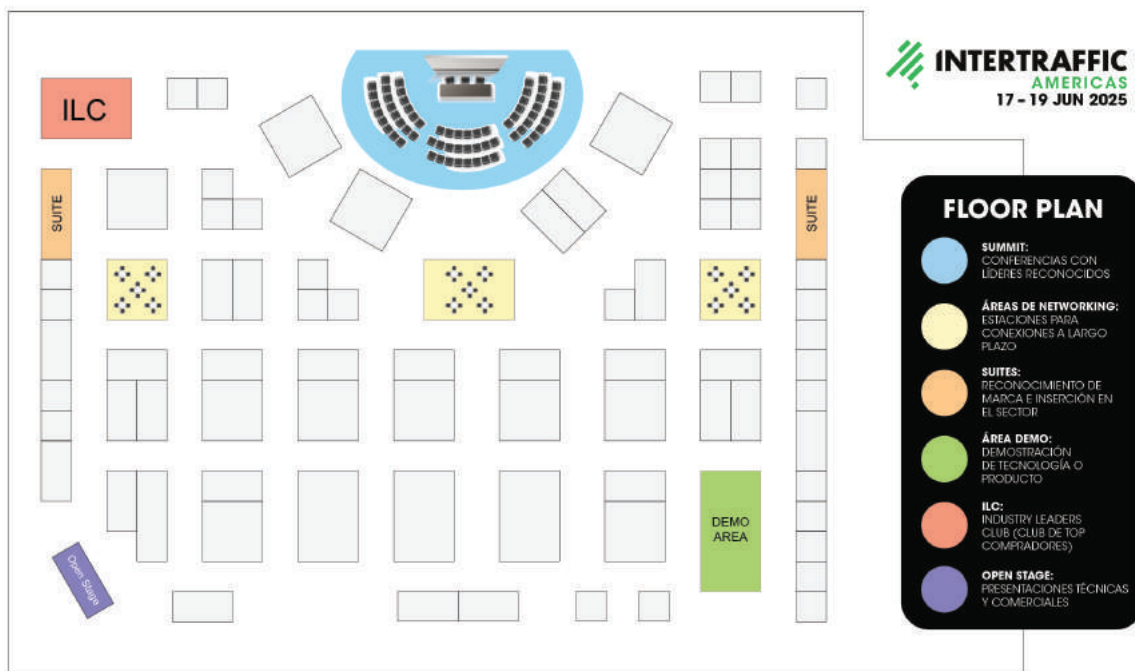 INTERTRAFFIC
AMERICAS
17 – 19 JUN 2025
ILC
SUITE
SUITE
DEMO
AREA
Open Stage
FLOOR PLAN
SUMMIT:
CONFERENCIAS CON
LÍDERES RECONOCIDOS
ÁREAS DE NETWORKING:
ESTACIONES PARA
CONEXIONES A LARGO
PLAZO
SUITES:
RECONOCIMIENTO DE
MARCA E INSERCIÓN EN
EL SECTOR
ÁREA DEMO:
DEMOSTRACIÓN
DE TECNOLOGÍA O
PRODUCTO
ILC:
INDUSTRY LEADERS
CLUB (CLUB DE TOP
COMPRADORES)
OPEN STAGE:
PRESENTACIONES TÉCNICAS
Y COMERCIALES